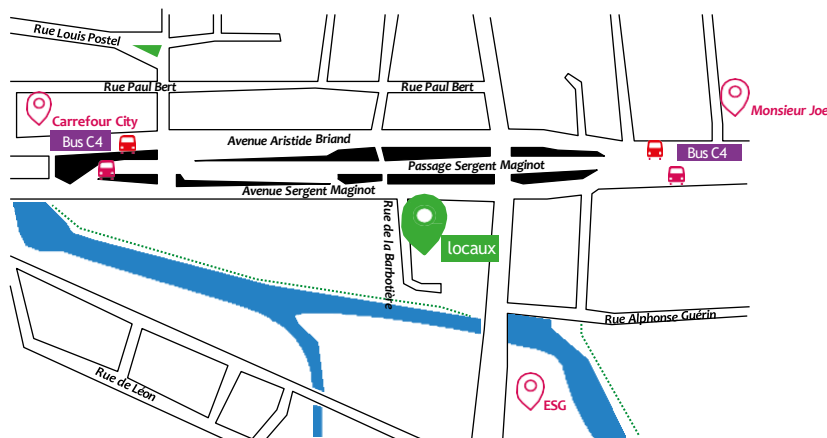 Rue Louis Postel
Rue Paul Bert
Rue Paul Bert
Carrefour City
Monsieur Joe
Bus C4
Avenue Aristide Briand
Bus C4
Passage Sergent Maginot
Avenue Sergent Maginot
Rue de la Barbotière
locaux
Rue Alphonse Guérin
Rue de Léon
ESG